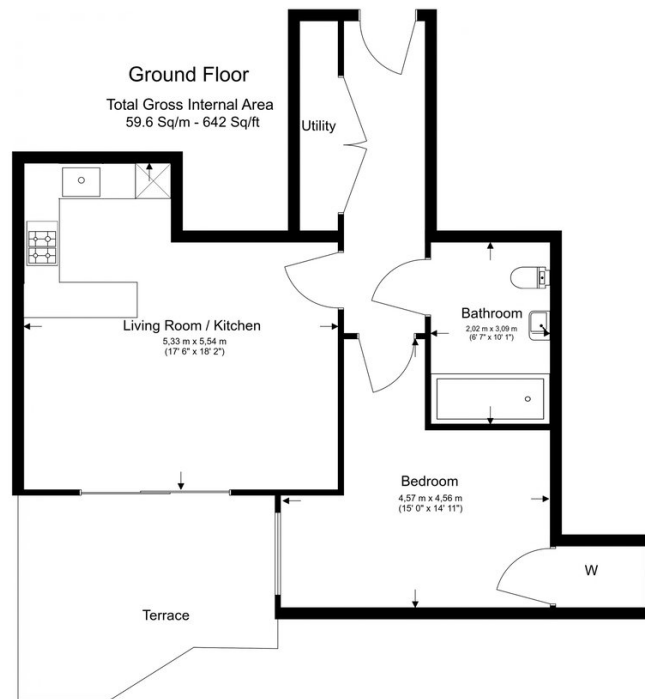 Ground Floor
Total Gross Internal Area
59.6 Sq/m - 642 Sq/ft
Utility
Living Room / Kitchen
5,33 m x 5,54 m
(17' 6" x 18' 2")
Bathroom
2,02 m x 3,09 m
(6' 7" x 10' 1")
Bedroom
4,57 m x 4,56 m
(15' 0" x 14' 11")
W
Terrace